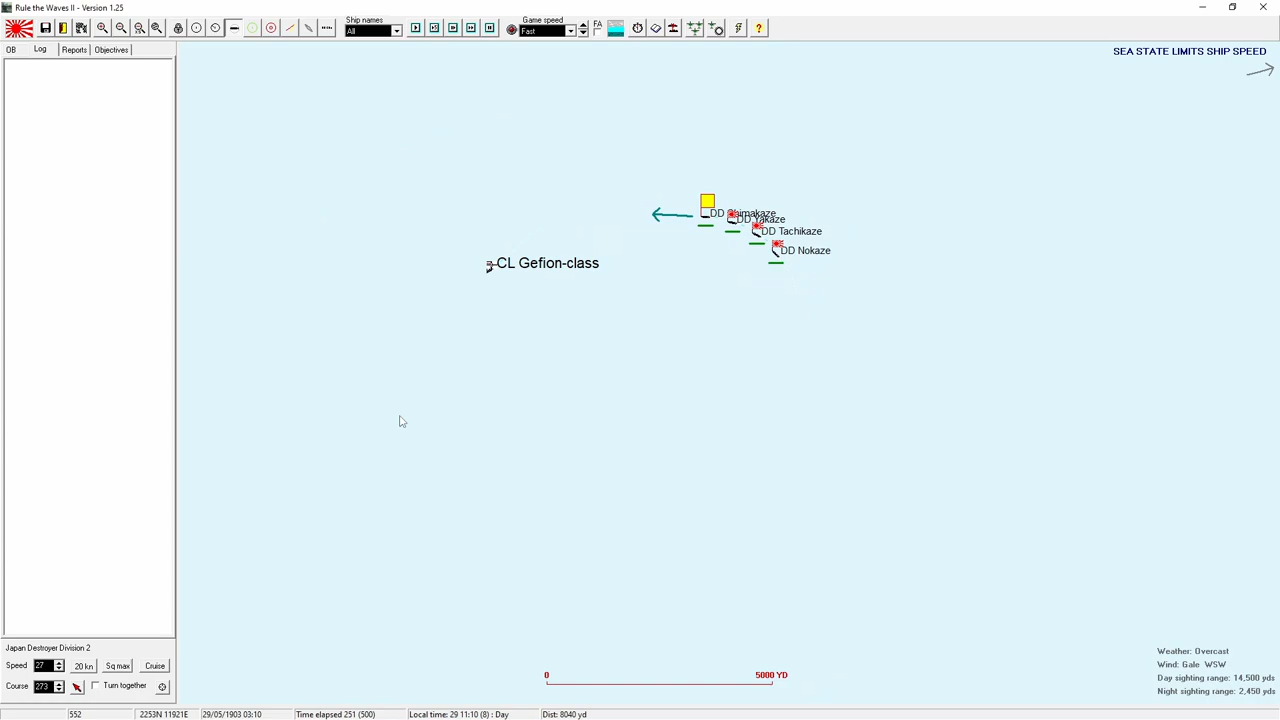 Rule the Waves II - Version 1.25
Ship names
All
Game speed
Fast
FA
OB
Log
Reports
Objectives
SEA STATE LIMITS SHIP SPEED
DD Yakaze
DD Tachikaze
DD Nokaze
CL Gefion-class
0
5000 YD
Japan Destroyer Division 2
Speed
27
20 kn
Sq max
Cruise
Course
273
Turn together
Weather: Overcast
Wind: Gale WSW
Day sighting range: 14,500 yds
Night sighting range: 2,450 yds
552
2253N 11921E
29/05/1903 03:10
Time elapsed 251 (500)
Local time: 29 11:10 (8) : Day
Dist: 8040 yd